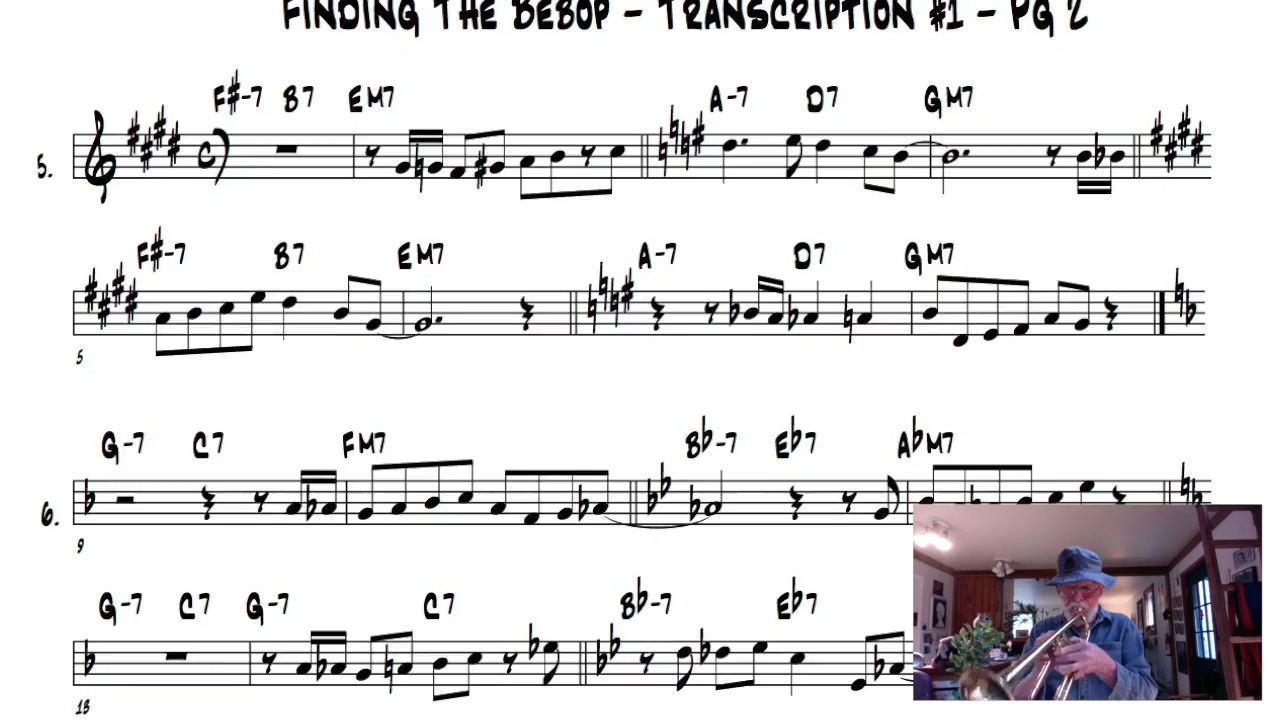 FINDING THE BEBOP – TRANSCRIPTION #1 – PG 2
F#-7 B7 EM7 A-7 D7 GM7
5.
F#-7 B7 EM7 A-7 D7 GM7
5
G-7 C7 FM7 Bb-7 Eb7 AbM7
6.
9
G-7 C7 G-7 C7 Bb-7 Eb7
13